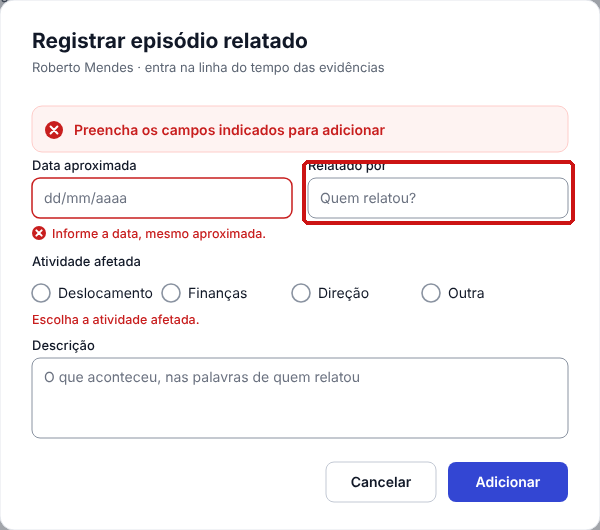 Registrar episódio relatado
Roberto Mendes · entra na linha do tempo das evidências
Preencha os campos indicados para adicionar
Data aproximada
Relatado por
dd/mm/aaaa
Quem relatou?
Informe a data, mesmo aproximada.
Atividade afetada
Deslocamento Finanças Direção Outra
Escolha a atividade afetada.
Descrição
O que aconteceu, nas palavras de quem relatou
Cancelar Adicionar